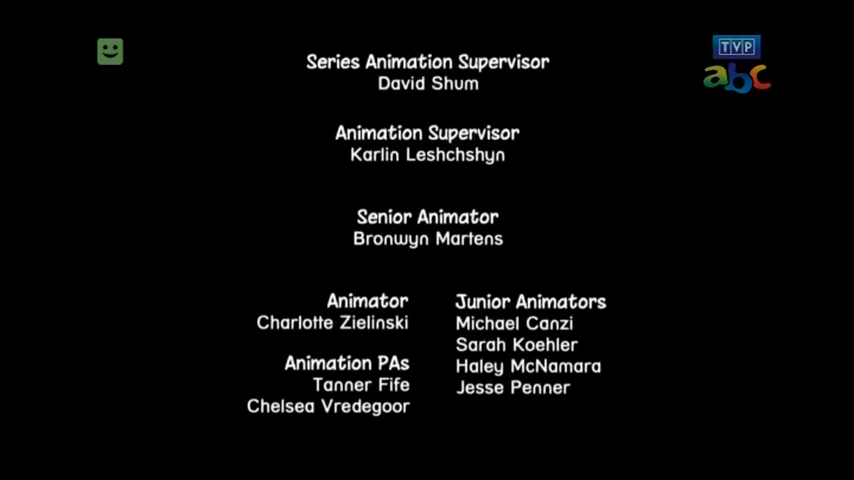 TVP
abc
Series Animation Supervisor
David Shum
Animation Supervisor
Karlin Leshchshyn
Senior Animator
Bronwyn Martens
Animator
Charlotte Zielinski
Animation PAs
Tanner Fife
Chelsea Vredegoor
Junior Animators
Michael Canzi
Sarah Koehler
Haley McNamara
Jesse Penner